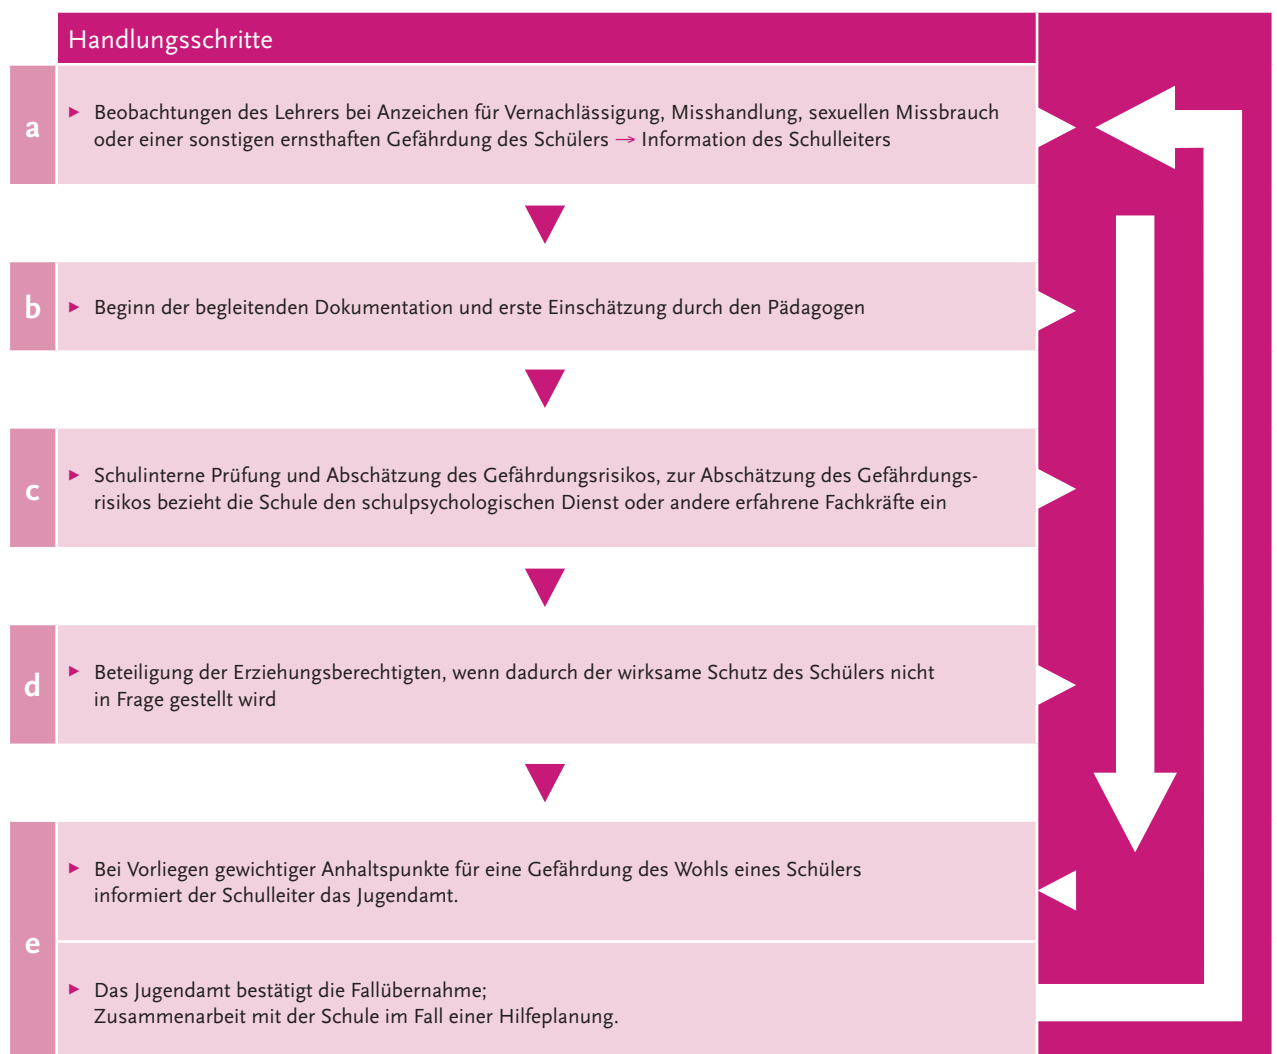 Handlungsschritte
a
▶ Beobachtungen des Lehrers bei Anzeichen für Vernachlässigung, Misshandlung, sexuellen Missbrauch
oder einer sonstigen ernsthaften Gefährdung des Schülers → Information des Schulleiters
b
▶ Beginn der begleitenden Dokumentation und erste Einschätzung durch den Pädagogen
c
▶ Schulinterne Prüfung und Abschätzung des Gefährdungsrisikos, zur Abschätzung des Gefährdungs-
risikos bezieht die Schule den schulpsychologischen Dienst oder andere erfahrene Fachkräfte ein
d
▶ Beteiligung der Erziehungsberechtigten, wenn dadurch der wirksame Schutz des Schülers nicht
in Frage gestellt wird
e
▶ Bei Vorliegen gewichtiger Anhaltspunkte für eine Gefährdung des Wohls eines Schülers
informiert der Schulleiter das Jugendamt.
▶ Das Jugendamt bestätigt die Fallübernahme;
Zusammenarbeit mit der Schule im Fall einer Hilfeplanung.